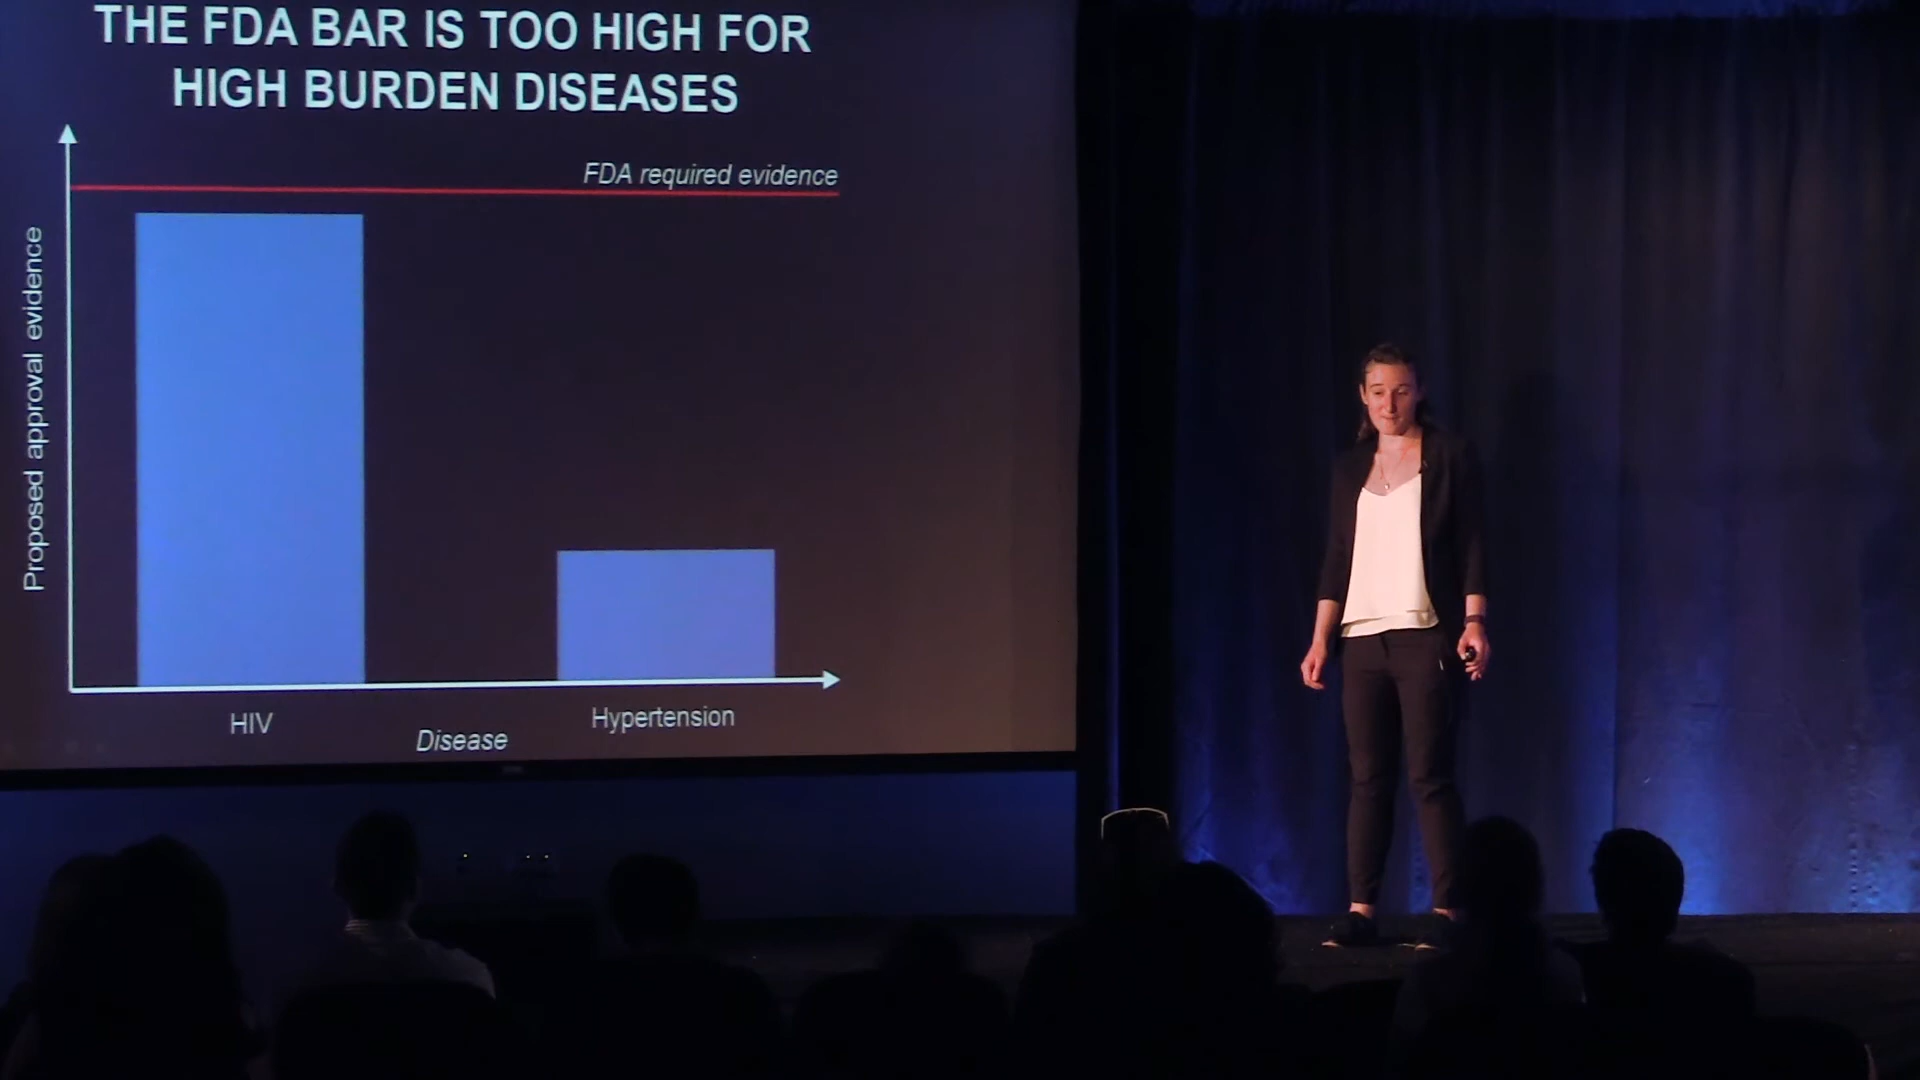 THE FDA BAR IS TOO HIGH FOR
HIGH BURDEN DISEASES
FDA required evidence
Proposed approval evidence
HIV
Hypertension
Disease